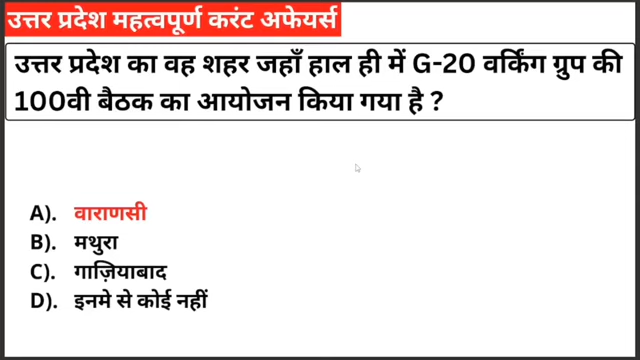 उत्तर प्रदेश महत्वपूर्ण करंट अफेयर्स
उत्तर प्रदेश का वह शहर जहाँ हाल ही में G-20 वर्किंग ग्रुप की
100वी बैठक का आयोजन किया गया है ?
A). वाराणसी
B). मथुरा
C). गाज़ियाबाद
D). इनमे से कोई नहीं